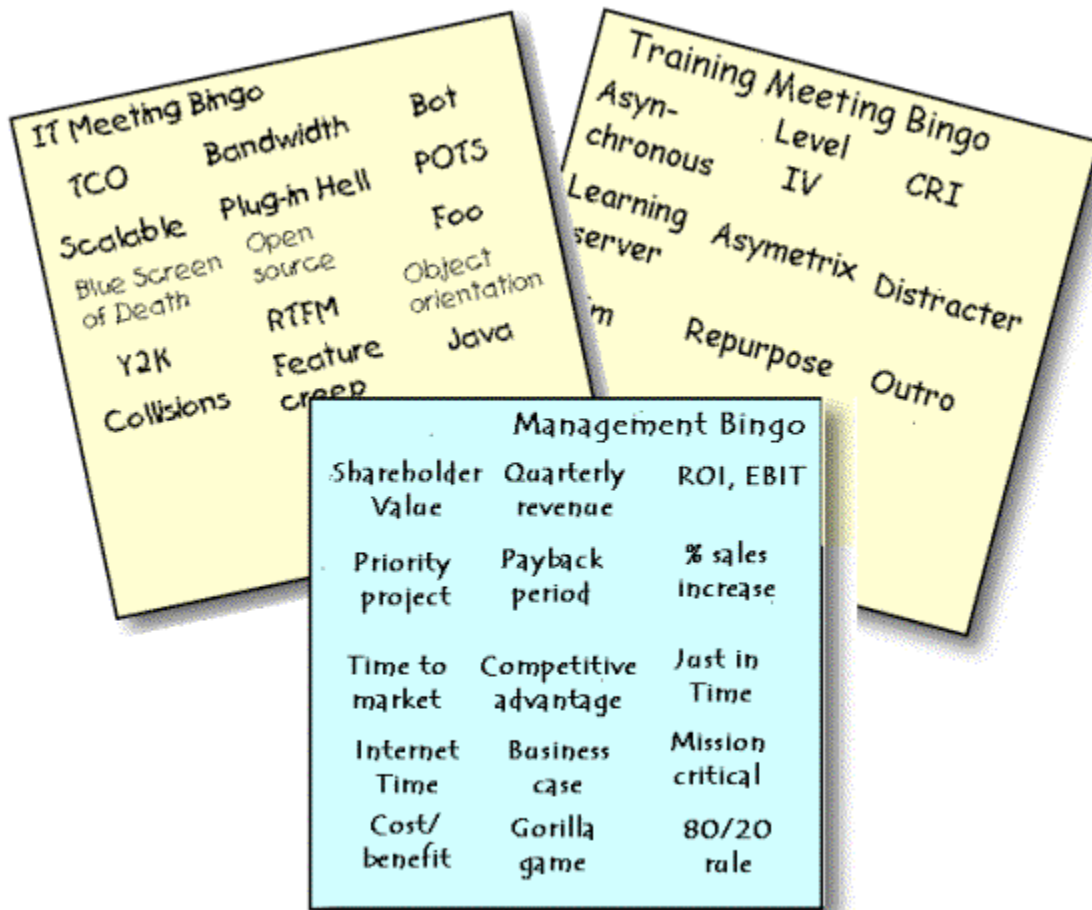 IT Meeting Bingo
TCO Bandwidth Bot
Scalable Plug-in Hell POTS
Blue Screen Open Foo
of Death source Object
RTFM orientation
Y2K Feature Java
Collisions creep
Training Meeting Bingo
Asyn- Level CRI
chronous IV
Learning Asymetrix Distracter
server
Repurpose Outro
Management Bingo
Shareholder Quarterly ROI, EBIT
Value revenue
Priority Payback % sales
project period increase
Time to Competitive Just in
market advantage Time
Internet Business Mission
Time case critical
Cost/ Gorilla 80/20
benefit game rule